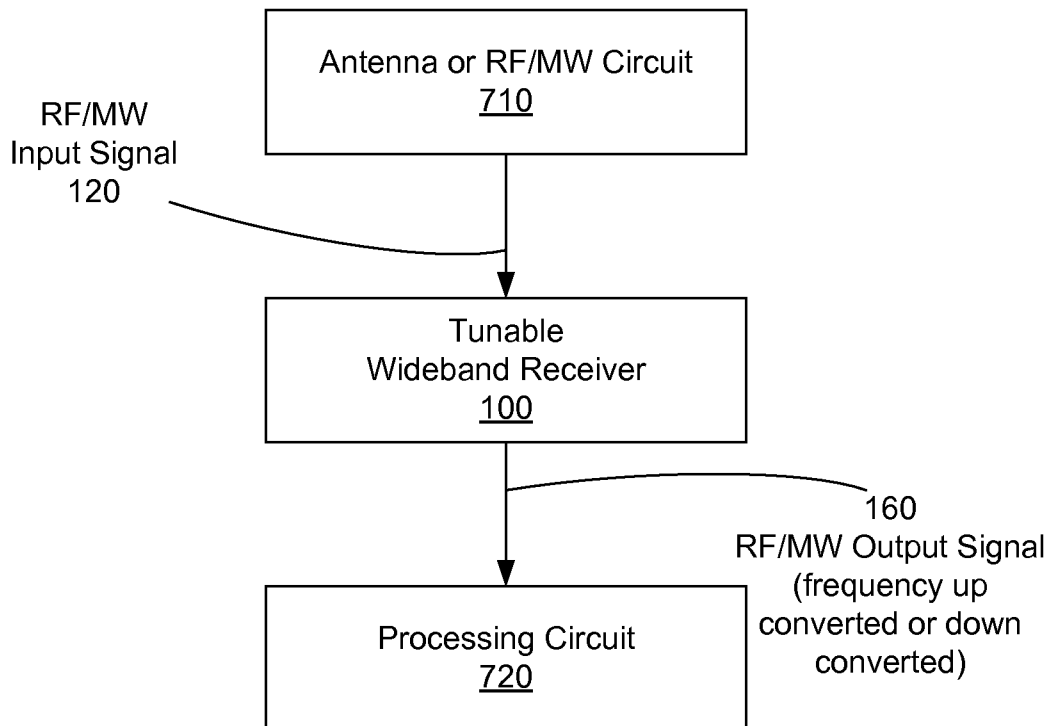 Antenna or RF/MW Circuit
710
RF/MW
Input Signal
120
Tunable
Wideband Receiver
100
160
RF/MW Output Signal
(frequency up
converted or down
converted)
Processing Circuit
720